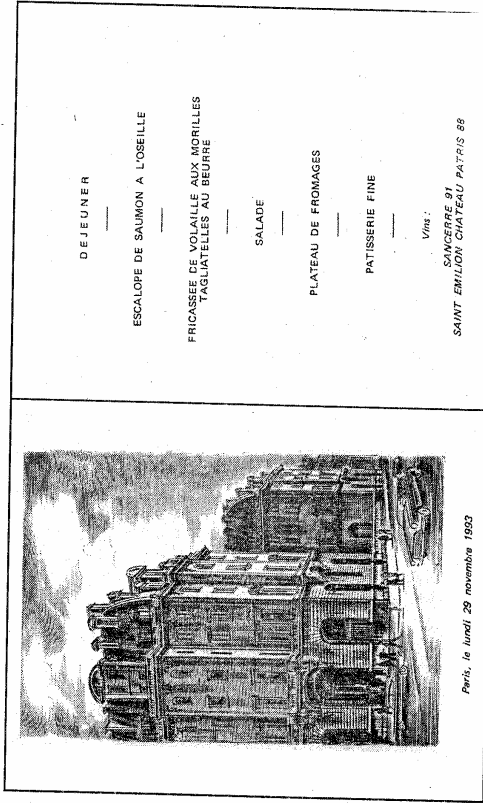 DEJEUNER
ESCALOPE DE SAUMON A L'OSEILLE
FRICASSEE DE VOLAILLE AUX MORILLES
TAGLIATELLES AU BEURRE
SALADE
PLATEAU DE FROMAGES
PATISSERIE FINE
Vins :
SANCERRE 91
SAINT EMILION CHATEAU PATRIS 88
Paris, le lundi 29 novembre 1993